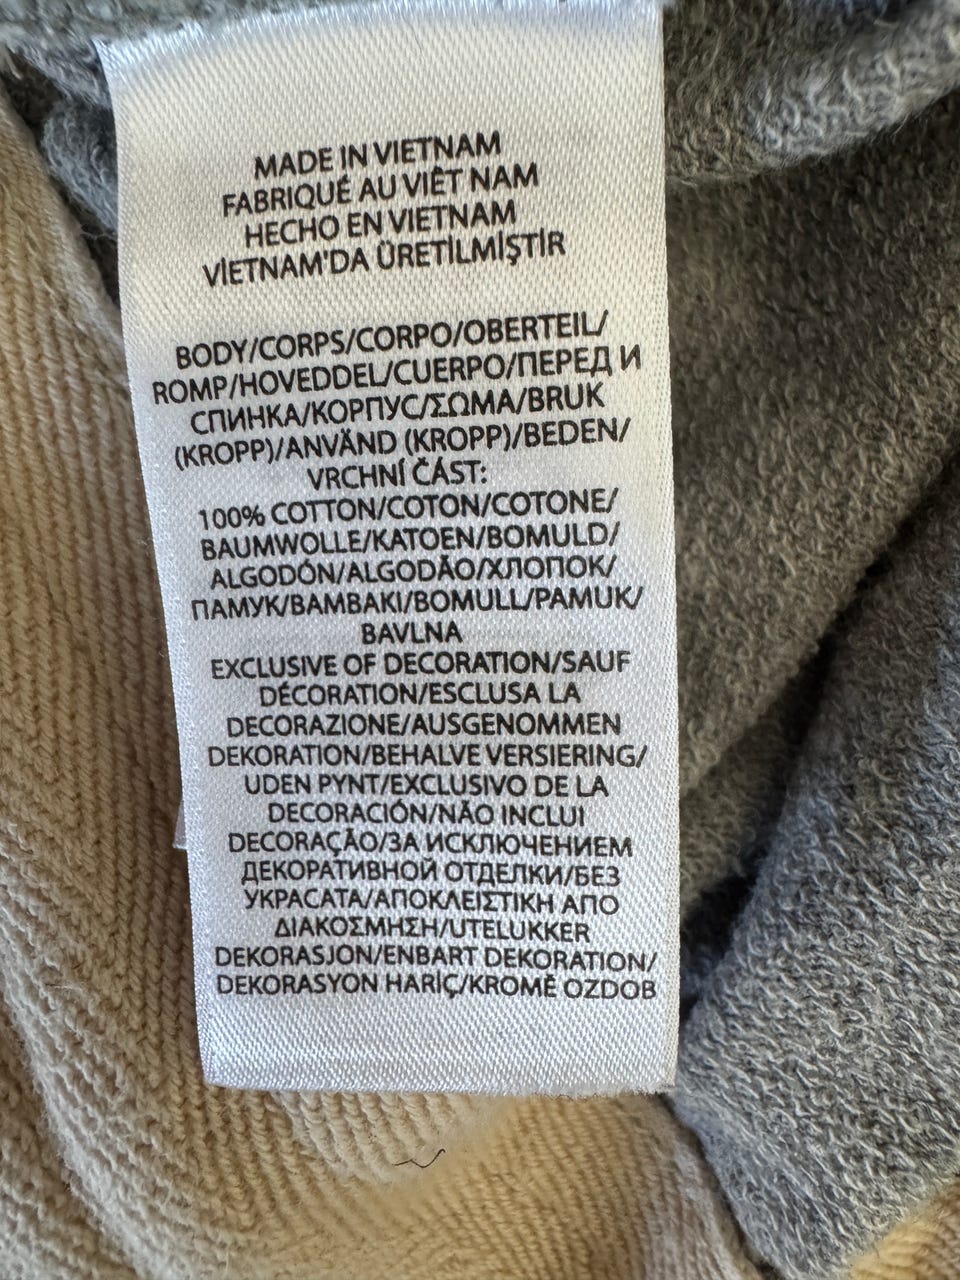 MADE IN VIETNAM
FABRIQUÉ AU VIÊT NAM
HECHO EN VIETNAM
VİETNAM'DA ÜRETİLMİŞTİR
BODY/CORPS/CORPO/OBERTEIL/
ROMP/HOVEDDEL/CUERPO/ПЕРЕД И
СПИНКА/КОРПУС/ΣΩΜΑ/BRUK
(KROPP)/ANVÄND (KROPP)/BEDEN/
VRCHNÍ ČÁST:
100% COTTON/COTON/COTONE/
BAUMWOLLE/KATOEN/BOMULD/
ALGODÓN/ALGODÃO/ХЛОПОК/
ПАМУК/ΒΑΜΒΑΚΙ/BOMULL/PAMUK/
BAVLNA
EXCLUSIVE OF DECORATION/SAUF
DÉCORATION/ESCLUSA LA
DECORAZIONE/AUSGENOMMEN
DEKORATION/BEHALVE VERSIERING/
UDEN PYNT/EXCLUSIVO DE LA
DECORACIÓN/NÃO INCLUI
DECORAÇÃO/ЗА ИСКЛЮЧЕНИЕМ
ДЕКОРАТИВНОЙ ОТДЕЛКИ/БЕЗ
УКРАСАТА/ΑΠΟΚΛΕΙΣΤΙΚΗ ΑΠΟ
ΔΙΑΚΟΣΜΗΣΗ/UTELUKKER
DEKORASJON/ENBART DEKORATION/
DEKORASYON HARİÇ/KROMĚ OZDOB